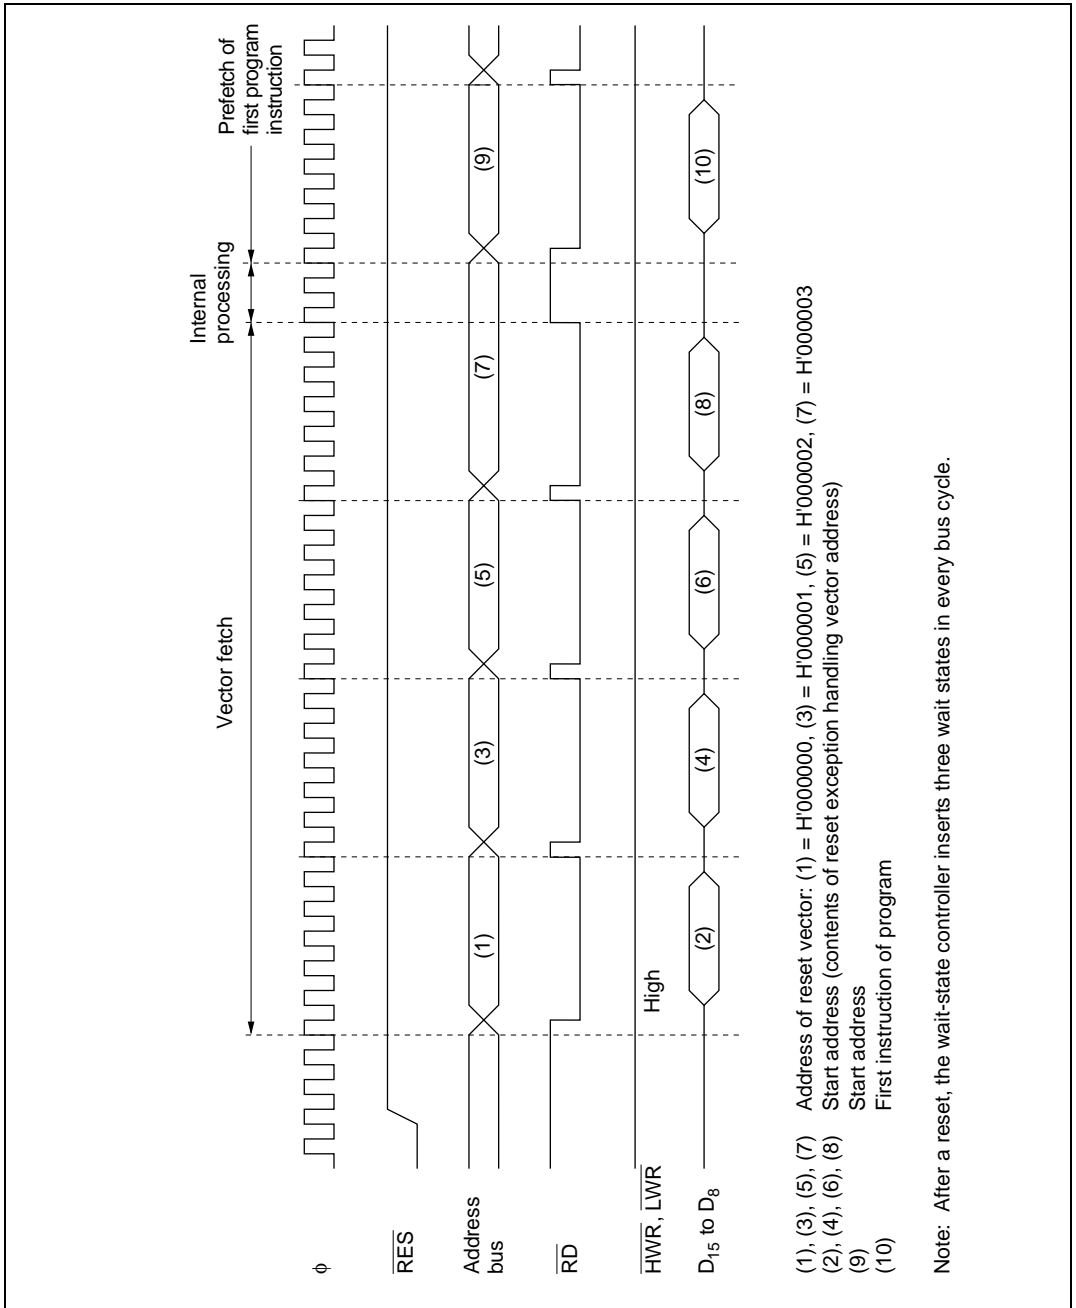 Vector fetch
Internal
processing
Prefetch of
first program
instruction
φ
RES
Address
bus
(1)
(3)
(5)
(7)
(9)
RD
HWR, LWR
High
D15 to D8
(2)
(4)
(6)
(8)
(10)
(1), (3), (5), (7) Address of reset vector: (1) = H'000000, (3) = H'000001, (5) = H'000002, (7) = H'000003
(2), (4), (6), (8) Start address (contents of reset exception handling vector address)
(9) Start address
(10) First instruction of program
Note: After a reset, the wait-state controller inserts three wait states in every bus cycle.